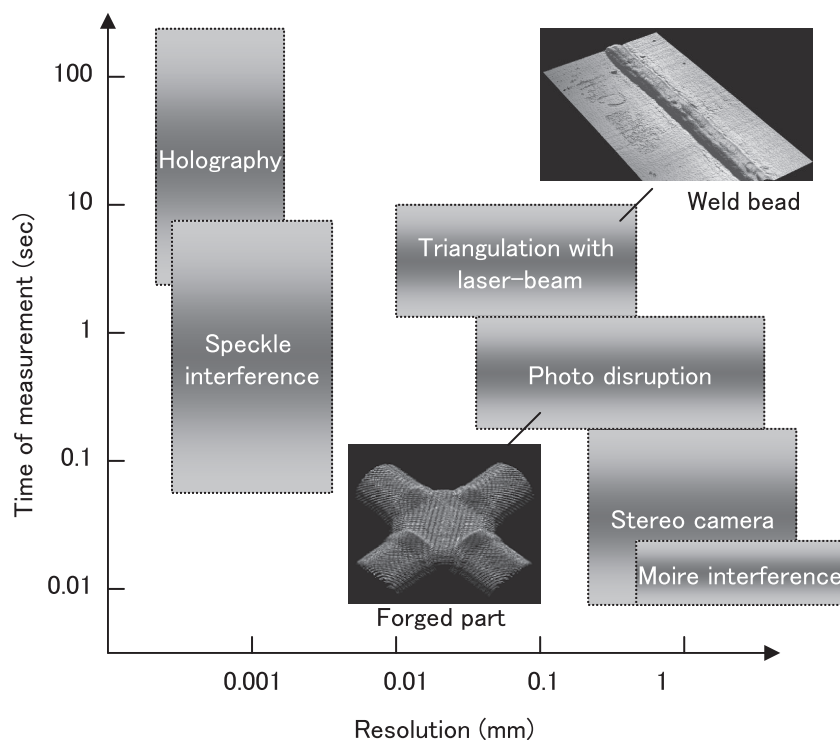 100
10
1
0.1
0.01
Time of measurement (sec)
Holography
Speckle
interference
Triangulation with
laser-beam
Weld bead
Photo disruption
Stereo camera
Moire interference
Forged part
0.001
0.01
0.1
1
Resolution (mm)